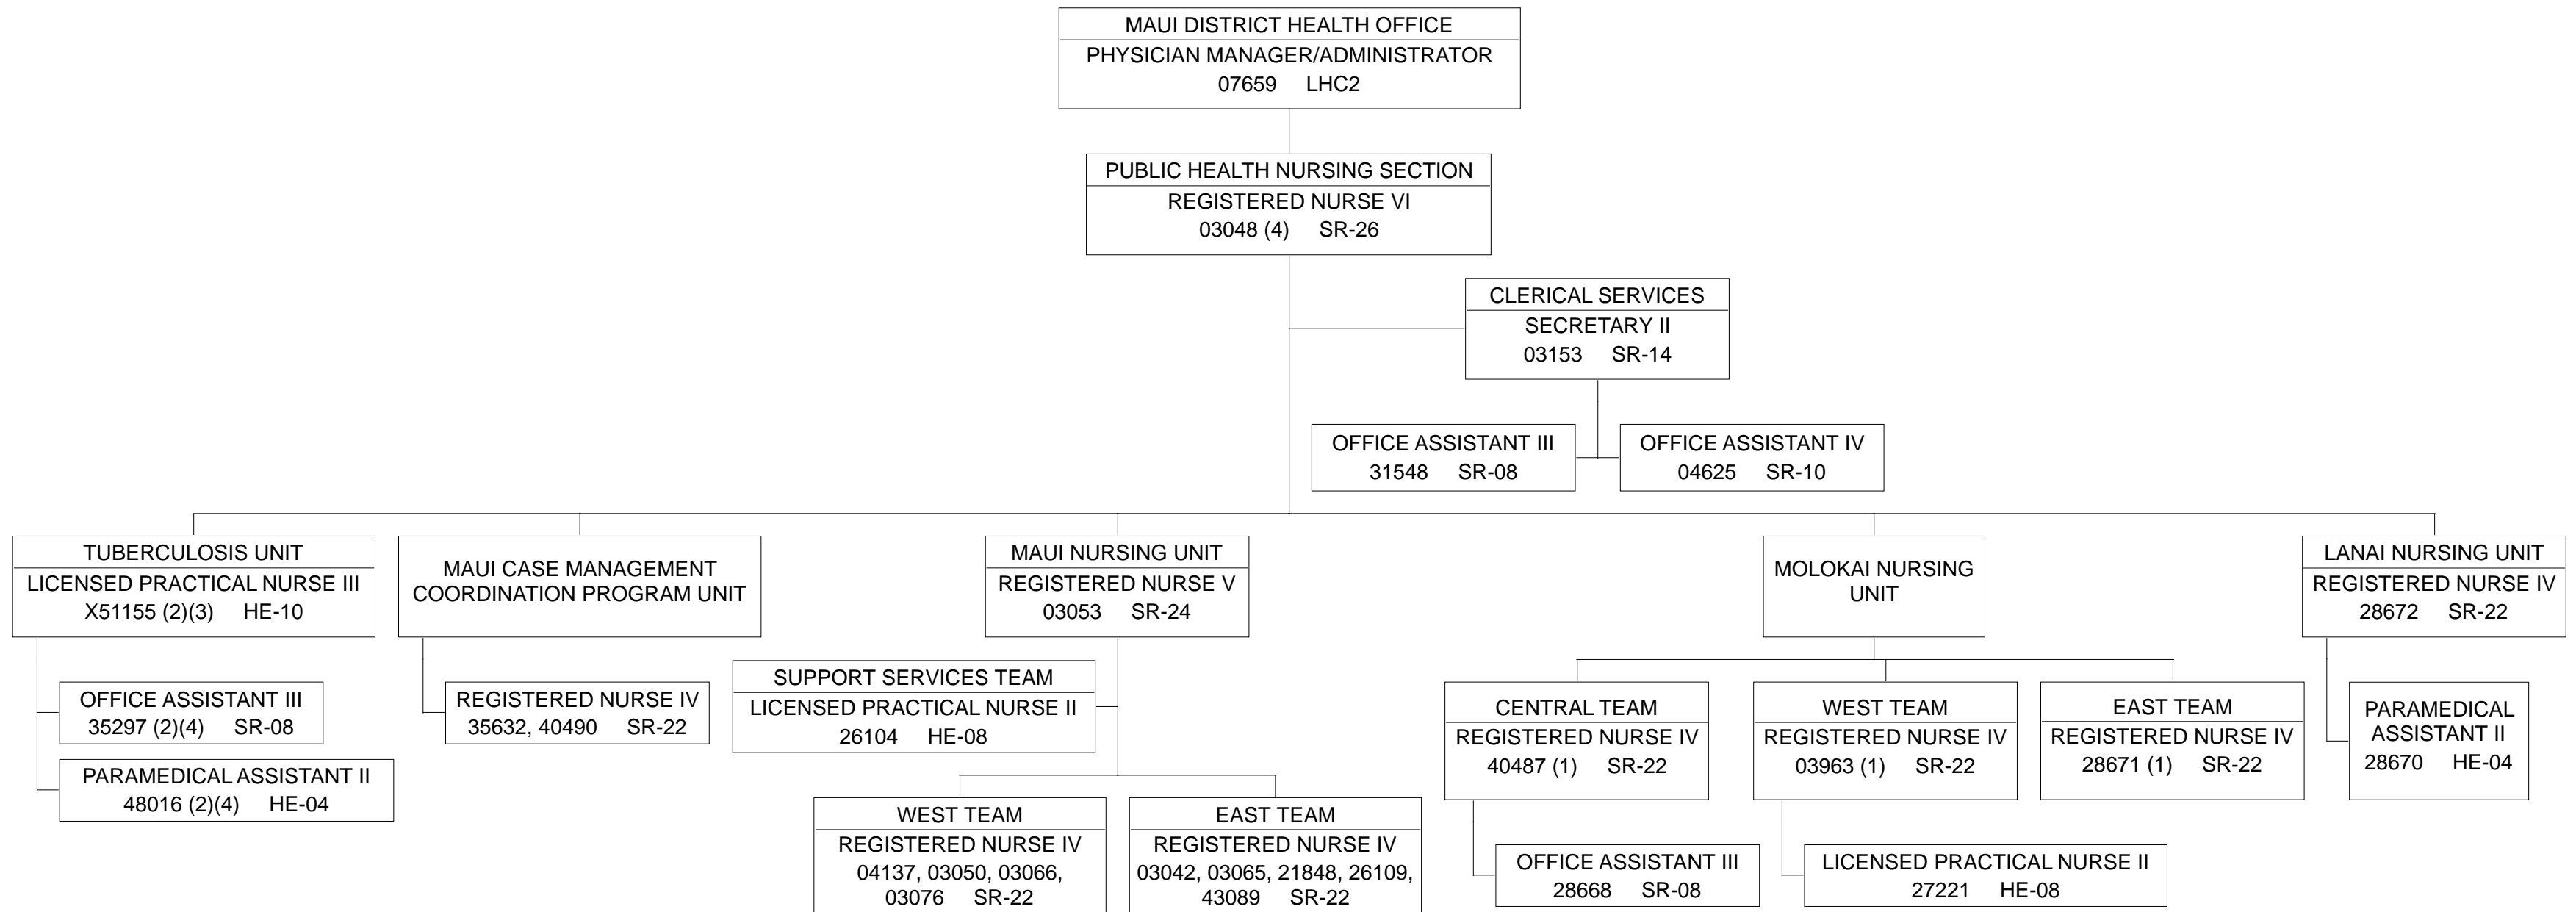 MAUI DISTRICT HEALTH OFFICE
PHYSICIAN MANAGER/ADMINISTRATOR
07659 LHC2
PUBLIC HEALTH NURSING SECTION
REGISTERED NURSE VI
03048 (4) SR-26
CLERICAL SERVICES
SECRETARY II
03153 SR-14
OFFICE ASSISTANT III
31548 SR-08
OFFICE ASSISTANT IV
04625 SR-10
TUBERCULOSIS UNIT
LICENSED PRACTICAL NURSE III
X51155 (2)(3) HE-10
OFFICE ASSISTANT III
35297 (2)(4) SR-08
PARAMEDICAL ASSISTANT II
48016 (2)(4) HE-04
MAUI CASE MANAGEMENT
COORDINATION PROGRAM UNIT
REGISTERED NURSE IV
35632, 40490 SR-22
MAUI NURSING UNIT
REGISTERED NURSE V
03053 SR-24
SUPPORT SERVICES TEAM
LICENSED PRACTICAL NURSE II
26104 HE-08
WEST TEAM
REGISTERED NURSE IV
04137, 03050, 03066,
03076 SR-22
EAST TEAM
REGISTERED NURSE IV
03042, 03065, 21848, 26109,
43089 SR-22
MOLOKAI NURSING
UNIT
CENTRAL TEAM
REGISTERED NURSE IV
40487 (1) SR-22
OFFICE ASSISTANT III
28668 SR-08
WEST TEAM
REGISTERED NURSE IV
03963 (1) SR-22
LICENSED PRACTICAL NURSE II
27221 HE-08
EAST TEAM
REGISTERED NURSE IV
28671 (1) SR-22
LANAI NURSING UNIT
REGISTERED NURSE IV
28672 SR-22
PARAMEDICAL
ASSISTANT II
28670 HE-04